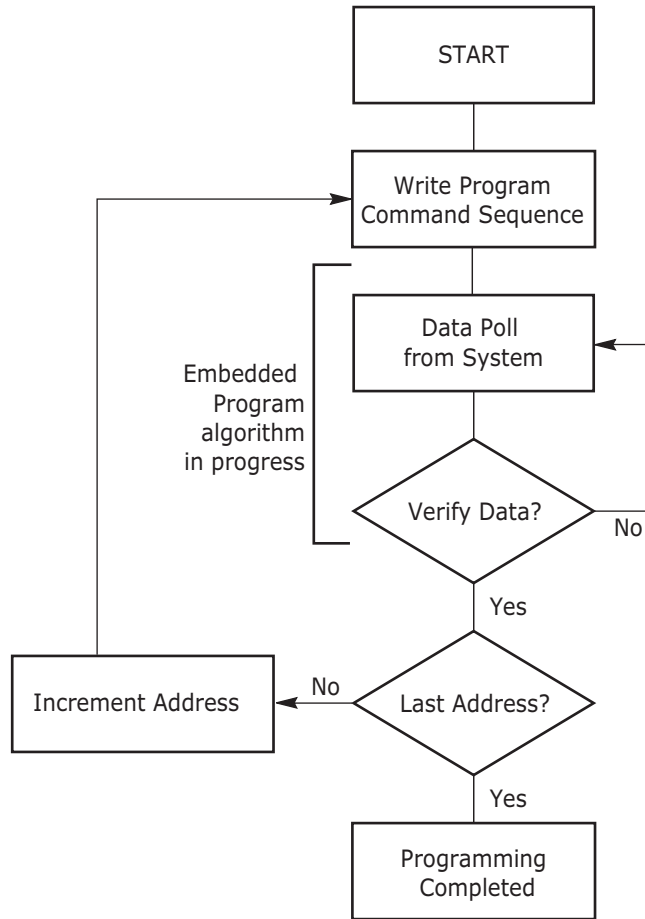 START
Write Program
Command Sequence
Data Poll
from System
Embedded
Program
algorithm
in progress
Verify Data?
No
Yes
Increment Address
No
Last Address?
Yes
Programming
Completed